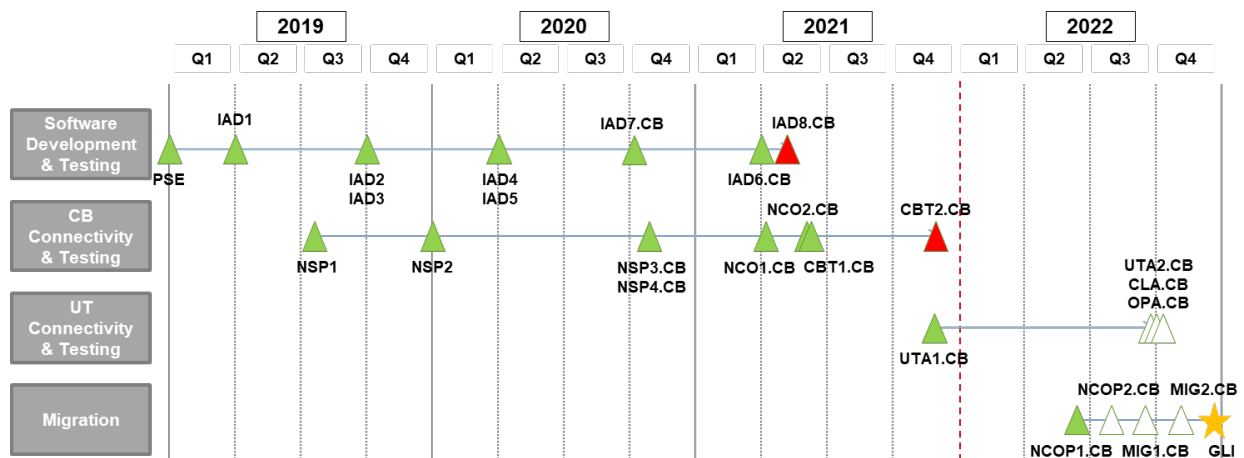 2019
2020
2021
2022
Q1
Q2
Q3
Q4
Q1
Q2
Q3
Q4
Q1
Q2
Q3
Q4
Q1
Q2
Q3
Q4
Software
Development
& Testing
IAD1
IAD7.CB
IAD8.CB
PSE
IAD2
IAD3
IAD4
IAD5
IAD6.CB
CB
Connectivity
& Testing
NCO2.CB
CBT2.CB
NSP1
NSP2
NSP3.CB
NSP4.CB
NCO1.CB
CBT1.CB
UT
Connectivity
& Testing
UTA2.CB
CLA.CB
OPA.CB
UTA1.CB
Migration
NCOP2.CB
MIG2.CB
NCOP1.CB
MIG1.CB
GLI